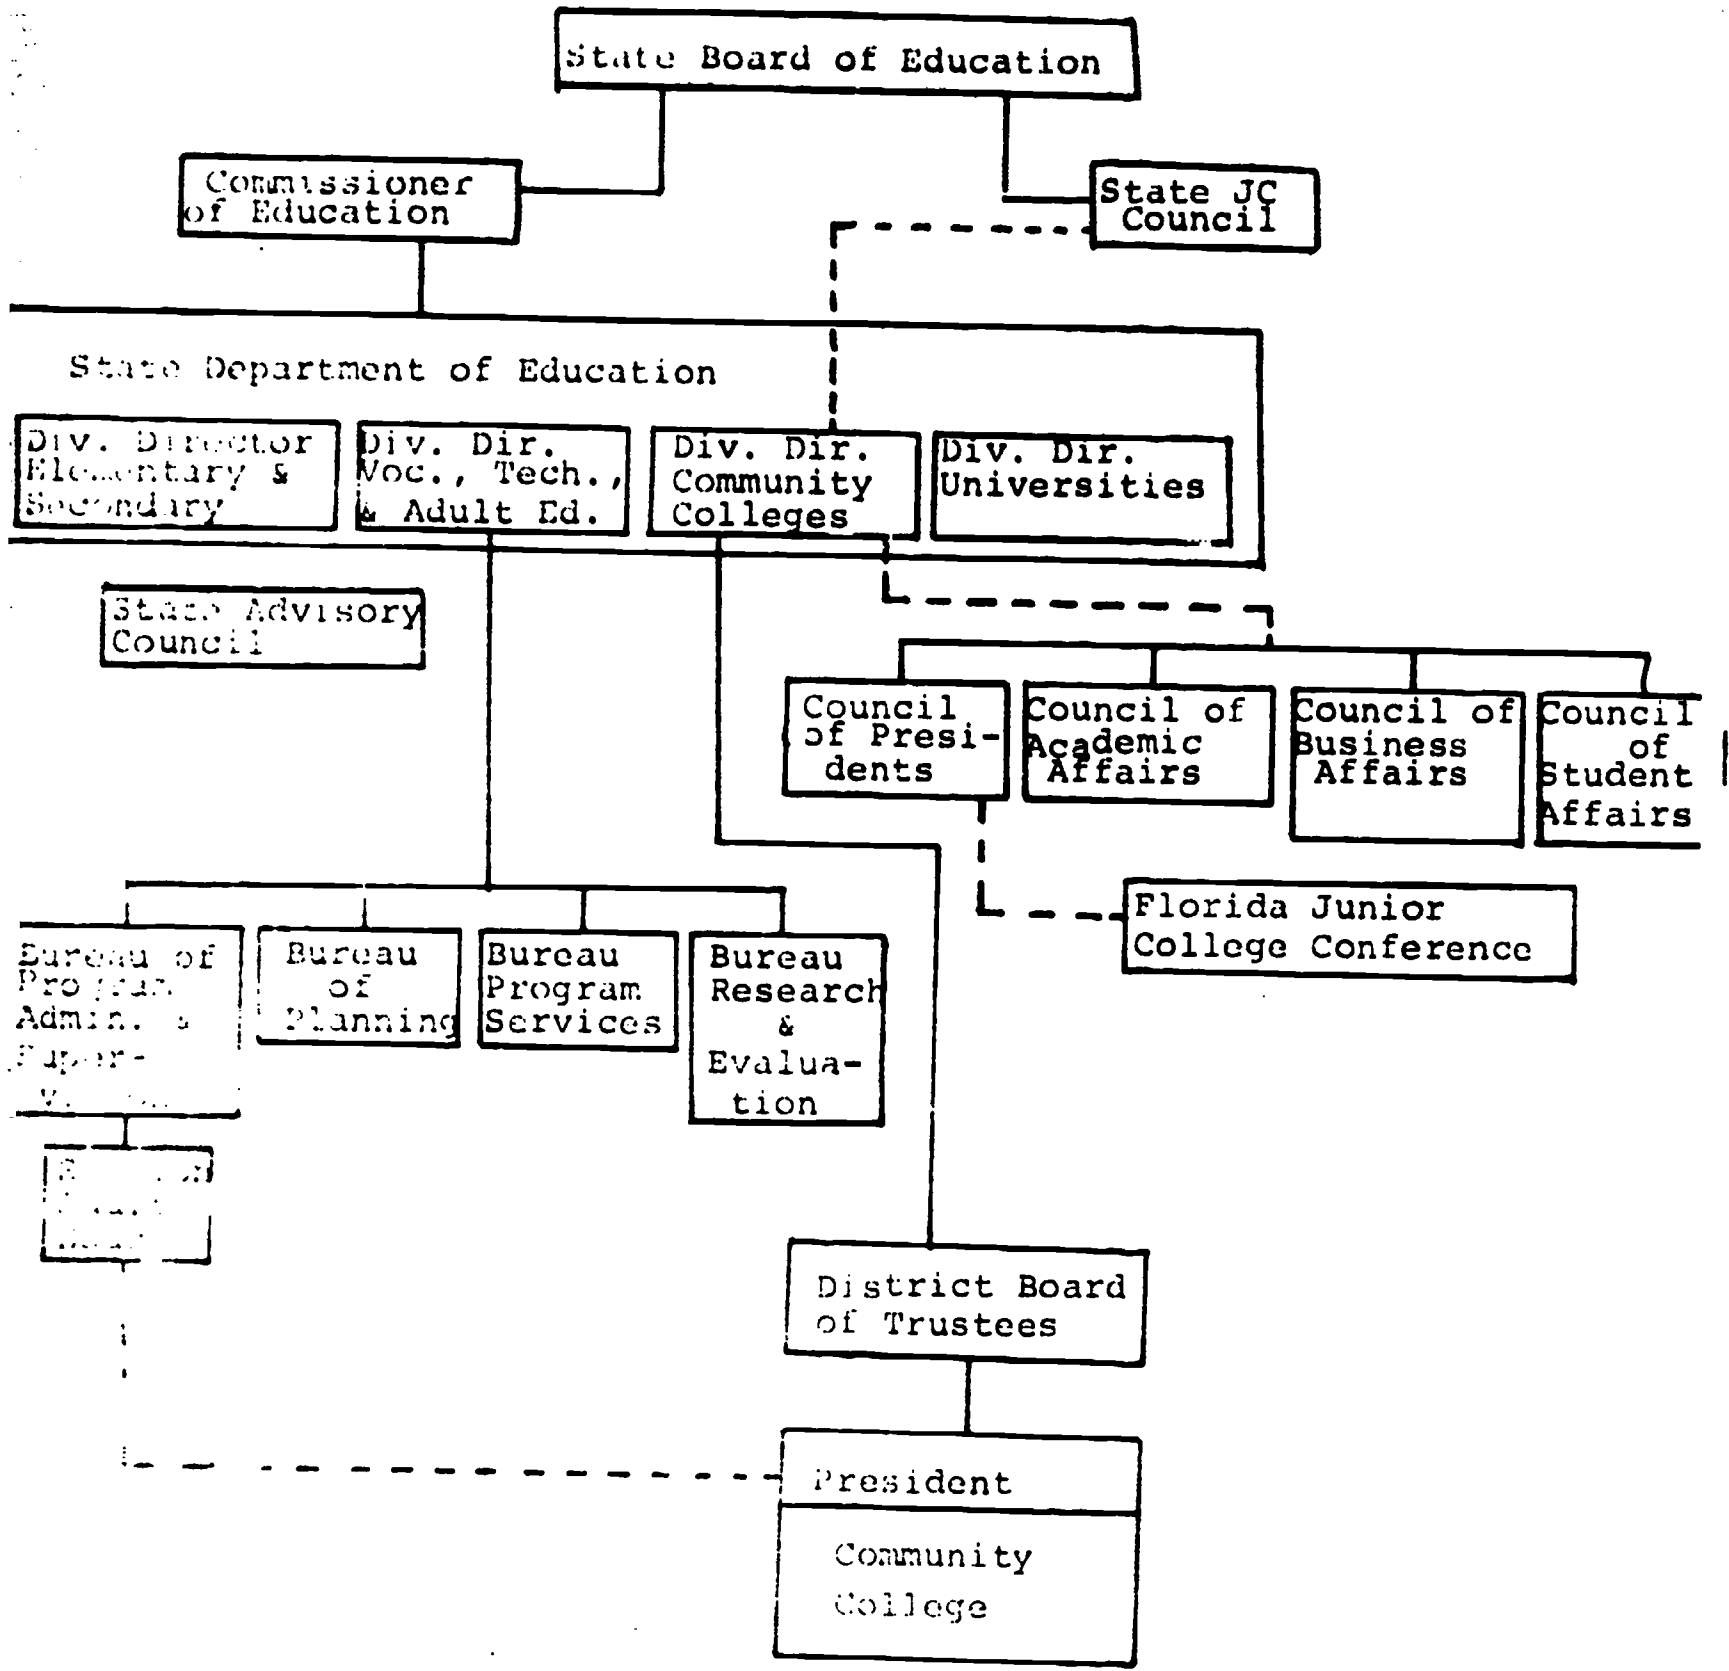 State Board of Education
Commissioner
of Education
State JC
Council
State Department of Education
Div. Director
Elementary &
Secondary
Div. Dir.
Voc., Tech.,
& Adult Ed.
Div. Dir.
Community
Colleges
Div. Dir.
Universities
State Advisory
Council
Council
of Presi-
dents
Council of
Academic
Affairs
Council of
Business
Affairs
Council
of
Student
Affairs
Florida Junior
College Conference
Bureau of
Program
Admin. &
Super-
Bureau
of
Planning
Bureau
Program
Services
Bureau
Research
&
Evalua-
tion
District Board
of Trustees
President
Community
College